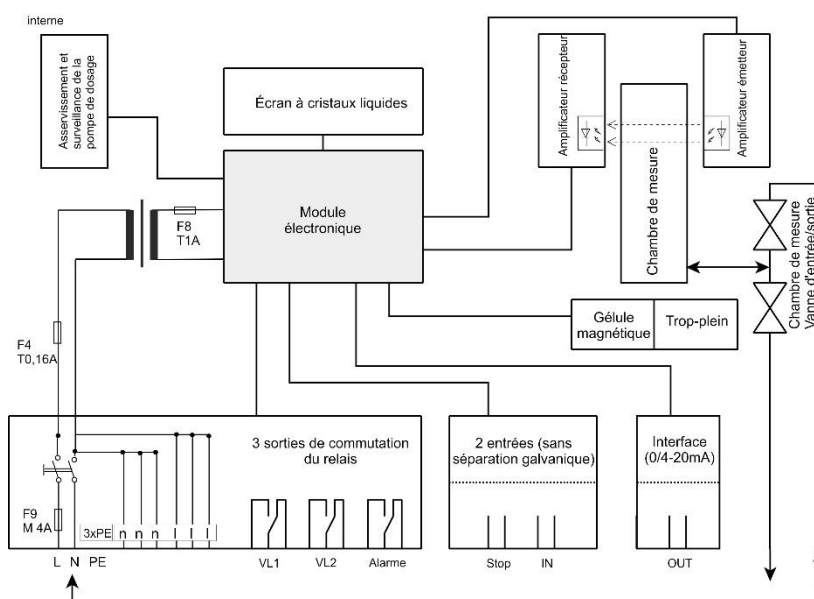 interne
Asservissement et
surveillance de la
pompe de dosage
Écran à cristaux liquides
Amplificateur récepteur
Amplificateur émetteur
Chambre de mesure
Chambre de mesure
Vanne d'entrée/sortie
Module
électronique
F8
T1A
Gélule
magnétique
Trop-plein
F4
T0,16A
3 sorties de commutation
du relais
2 entrées (sans
séparation galvanique)
Interface
(0/4-20mA)
F9
M 4A
3xPE n n n l l l
L N PE
VL1 VL2 Alarme
Stop IN
OUT